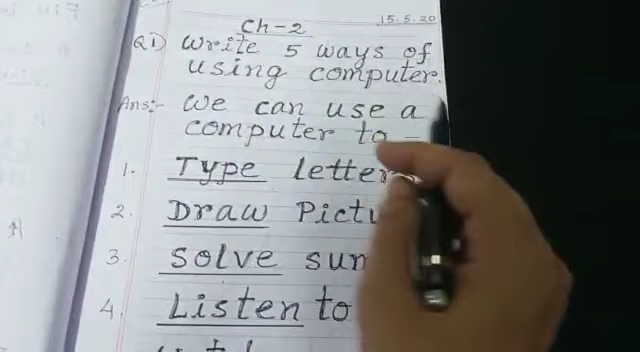 Ch-2
15.5.20
Q1) Write 5 ways of
using computer.
Ans:- We can use a
computer to -
1. Type letter
2. Draw Pictu
3. Solve sum
4. Listen to